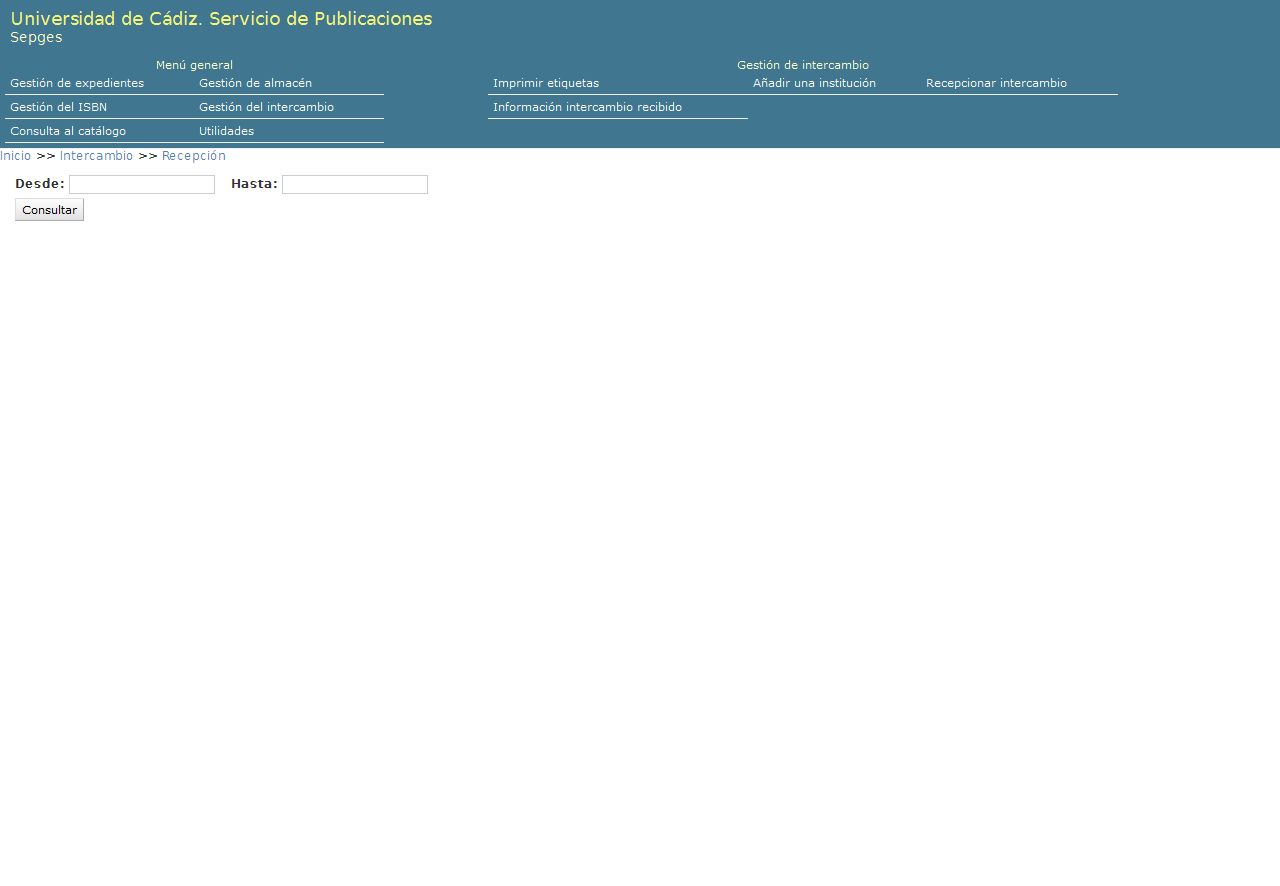 Universidad de Cádiz. Servicio de Publicaciones
Sepges
Menú general
Gestión de expedientes Gestión de almacén
Gestión del ISBN Gestión del intercambio
Consulta al catálogo Utilidades
Gestión de intercambio
Imprimir etiquetas Añadir una institución Recepcionar intercambio
Información intercambio recibido
Inicio >> Intercambio >> Recepción
Desde: Hasta:
Consultar